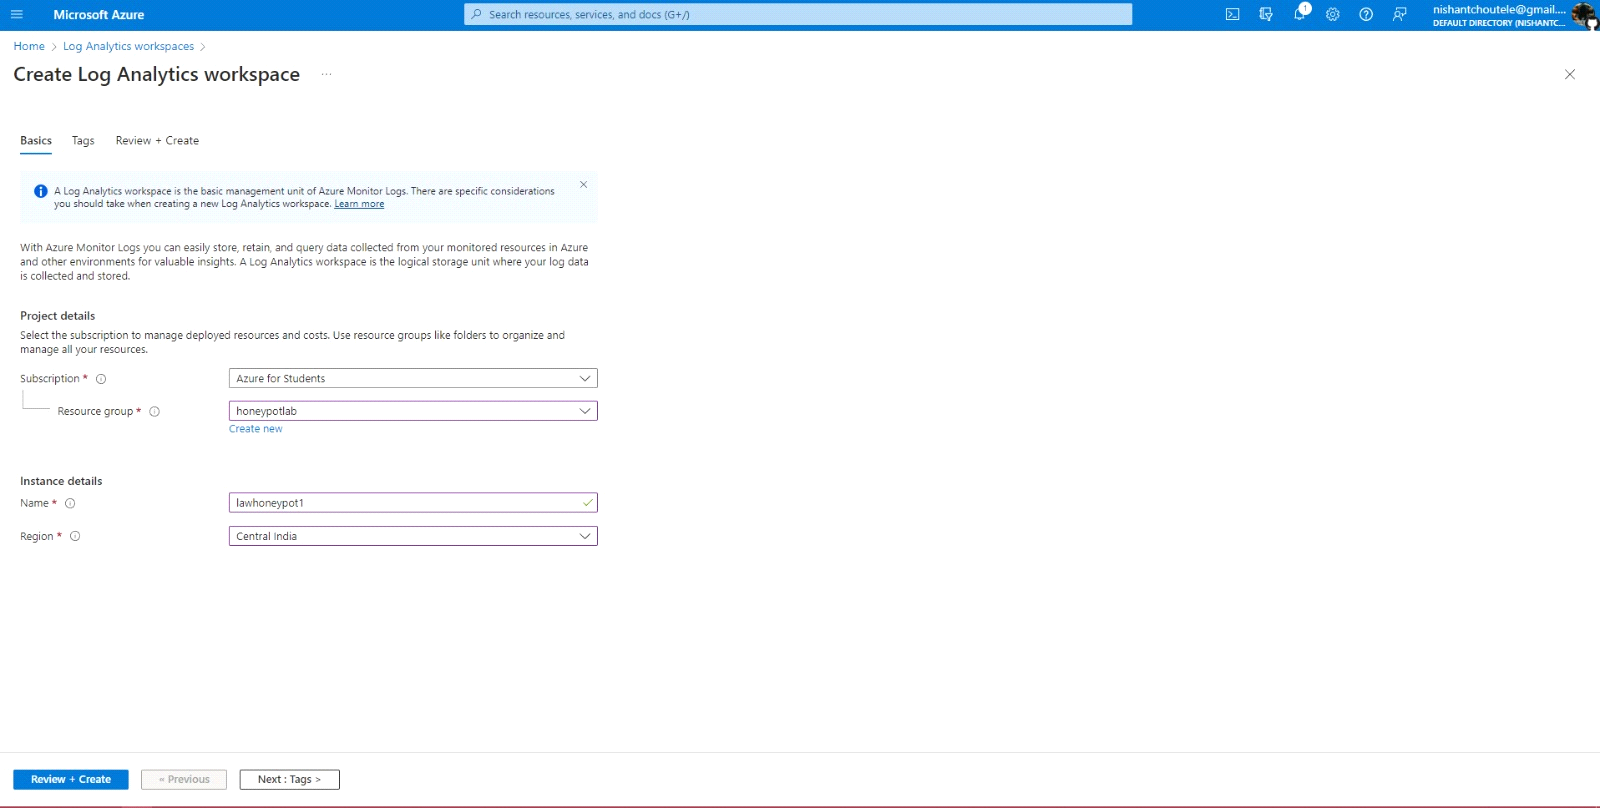 Microsoft Azure
Search resources, services, and docs (G+/)
1
nishantchoutele@gmail....
DEFAULT DIRECTORY (NISHANTC...
Home > Log Analytics workspaces >
Create Log Analytics workspace ...
Basics Tags Review + Create
A Log Analytics workspace is the basic management unit of Azure Monitor Logs. There are specific considerations
you should take when creating a new Log Analytics workspace. Learn more
With Azure Monitor Logs you can easily store, retain, and query data collected from your monitored resources in Azure
and other environments for valuable insights. A Log Analytics workspace is the logical storage unit where your log data
is collected and stored.
Project details
Select the subscription to manage deployed resources and costs. Use resource groups like folders to organize and
manage all your resources.
Subscription * Azure for Students
Resource group * honeypotlab
Create new
Instance details
Name * lawhoneypot1
Region * Central India
Review + Create « Previous Next : Tags >